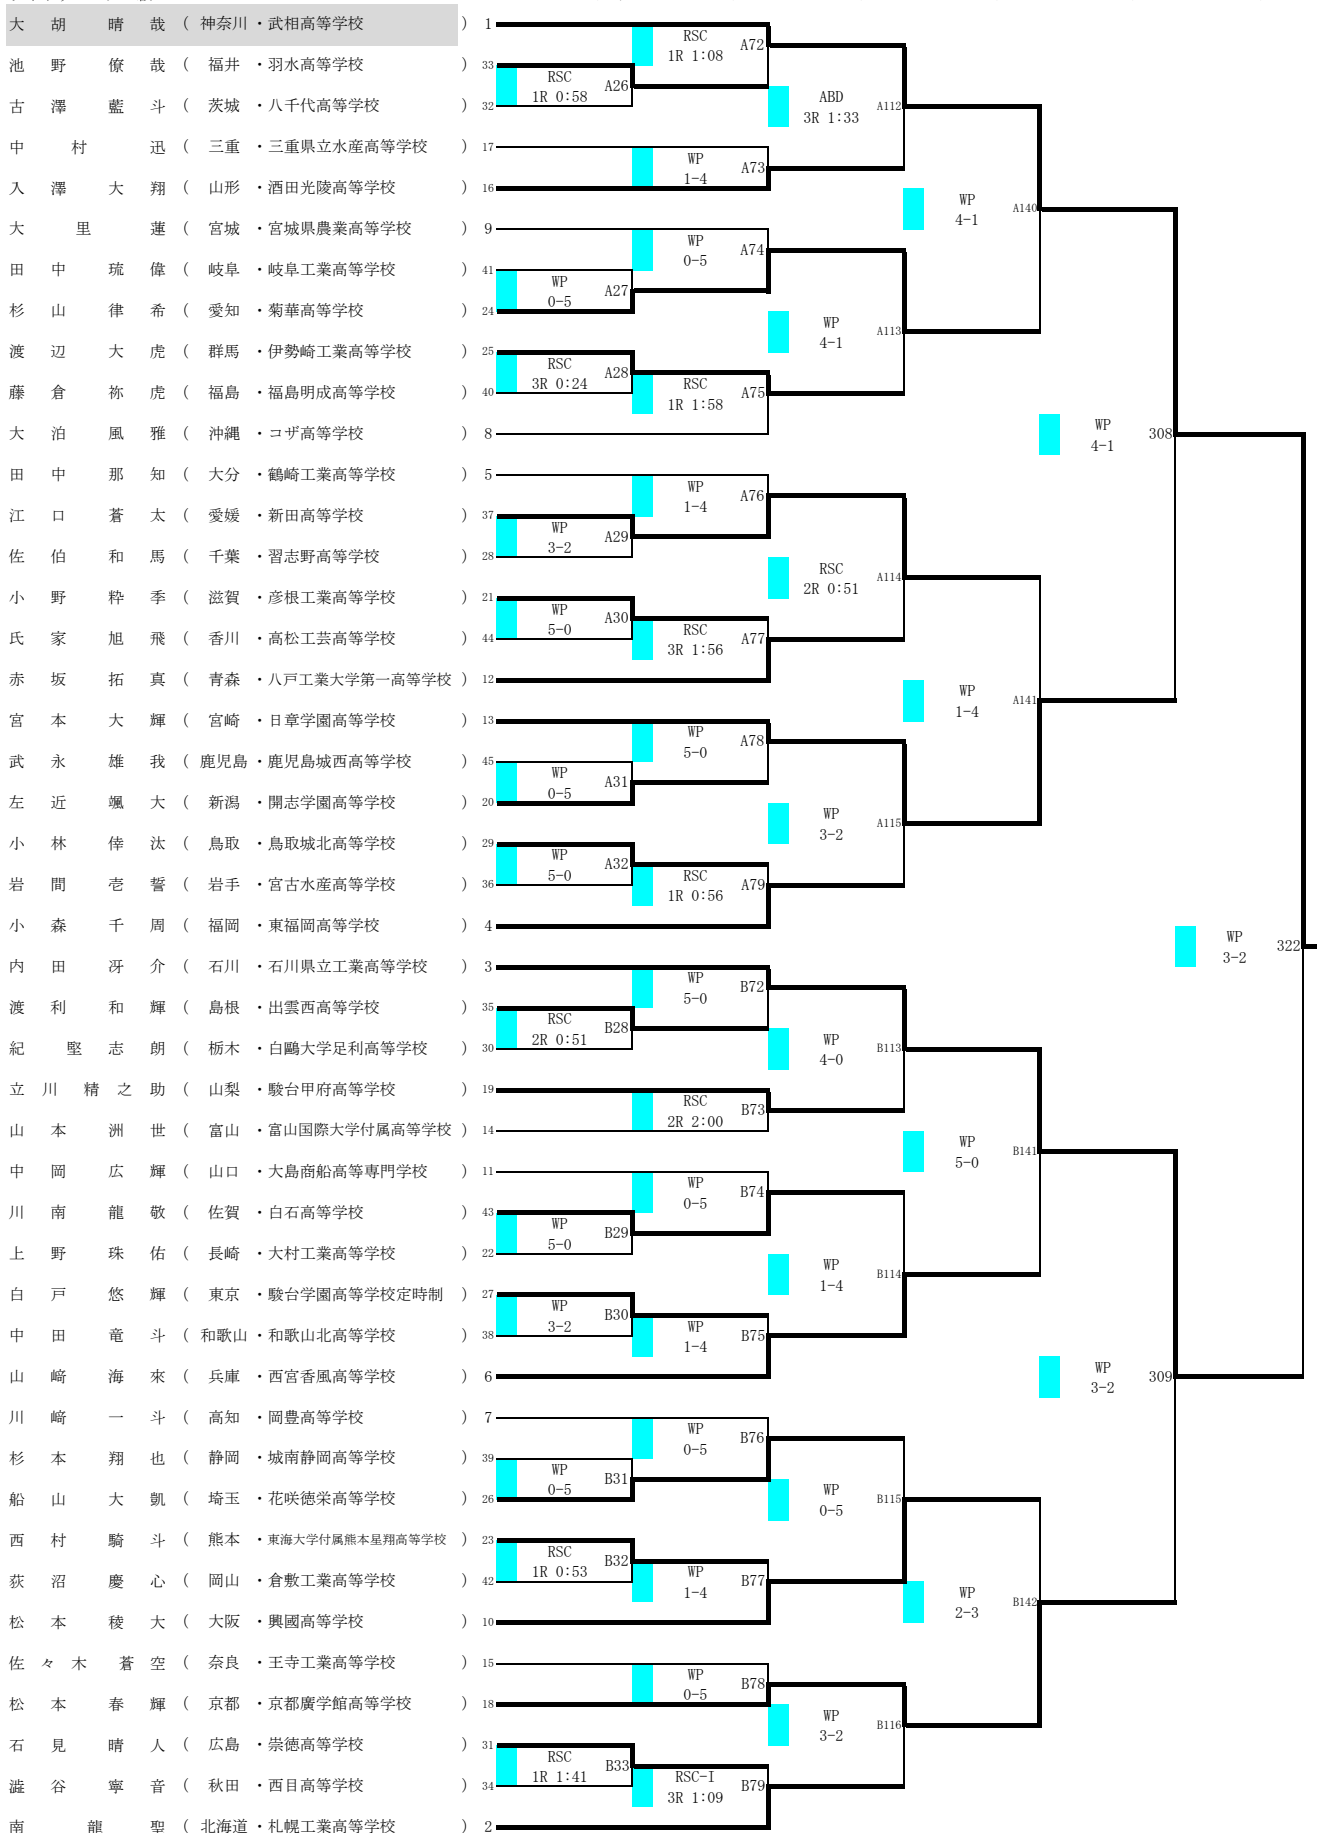 大胡晴哉 ( 神奈川 ・武相高等学校 ) 1
池野僚哉 ( 福井 ・羽水高等学校 ) 33
古澤藍斗 ( 茨城 ・八千代高等学校 ) 32
中村迅 ( 三重 ・三重県立水産高等学校 ) 17
入澤大翔 ( 山形 ・酒田光陵高等学校 ) 16
大里蓮 ( 宮城 ・宮城県農業高等学校 ) 9
田中琉偉 ( 岐阜 ・岐阜工業高等学校 ) 41
杉山律希 ( 愛知 ・菊華高等学校 ) 24
渡辺大虎 ( 群馬 ・伊勢崎工業高等学校 ) 25
藤倉祢虎 ( 福島 ・福島明成高等学校 ) 40
大泊風雅 ( 沖縄 ・コザ高等学校 ) 8
田中那知 ( 大分 ・鶴崎工業高等学校 ) 5
江口蒼太 ( 愛媛 ・新田高等学校 ) 37
佐伯和馬 ( 千葉 ・習志野高等学校 ) 28
小野粋季 ( 滋賀 ・彦根工業高等学校 ) 21
氏家旭飛 ( 香川 ・高松工芸高等学校 ) 44
赤坂拓真 ( 青森 ・八戸工業大学第一高等学校 ) 12
宮本大輝 ( 宮崎 ・日章学園高等学校 ) 13
武永雄我 ( 鹿児島 ・鹿児島城西高等学校 ) 45
左近颯大 ( 新潟 ・開志学園高等学校 ) 20
小林倖汰 ( 鳥取 ・鳥取城北高等学校 ) 29
岩間壱誓 ( 岩手 ・宮古水産高等学校 ) 36
小森千周 ( 福岡 ・東福岡高等学校 ) 4
内田冴介 ( 石川 ・石川県立工業高等学校 ) 3
渡利和輝 ( 島根 ・出雲西高等学校 ) 35
紀堅志朗 ( 栃木 ・白鷗大学足利高等学校 ) 30
立川精之助 ( 山梨 ・駿台甲府高等学校 ) 19
山本洲世 ( 富山 ・富山国際大学付属高等学校 ) 14
中岡広輝 ( 山口 ・大島商船高等専門学校 ) 11
川南龍敬 ( 佐賀 ・白石高等学校 ) 43
上野珠佑 ( 長崎 ・大村工業高等学校 ) 22
白戸悠輝 ( 東京 ・駿台学園高等学校定時制 ) 27
中田竜斗 ( 和歌山 ・和歌山北高等学校 ) 38
山﨑海來 ( 兵庫 ・西宮香風高等学校 ) 6
川﨑一斗 ( 高知 ・岡豊高等学校 ) 7
杉本翔也 ( 静岡 ・城南静岡高等学校 ) 39
船山大凱 ( 埼玉 ・花咲徳栄高等学校 ) 26
西村騎斗 ( 熊本 ・東海大学付属熊本星翔高等学校 ) 23
荻沼慶心 ( 岡山 ・倉敷工業高等学校 ) 42
松本稜大 ( 大阪 ・興國高等学校 ) 10
佐々木蒼空 ( 奈良 ・王寺工業高等学校 ) 15
松本春輝 ( 京都 ・京都廣学館高等学校 ) 18
石見晴人 ( 広島 ・崇徳高等学校 ) 31
澁谷寧音 ( 秋田 ・西目高等学校 ) 34
南龍聖 ( 北海道 ・札幌工業高等学校 ) 2
RSC
1R 0:58 A26
WP
0-5 A27
RSC
3R 0:24 A28
WP
3-2 A29
WP
5-0 A30
WP
0-5 A31
WP
5-0 A32
RSC
2R 0:51 B28
WP
5-0 B29
WP
3-2 B30
WP
0-5 B31
RSC
1R 0:53 B32
RSC
1R 1:41 B33
RSC
1R 1:08 A72
WP
1-4 A73
WP
0-5 A74
RSC
1R 1:58 A75
WP
1-4 A76
RSC
3R 1:56 A77
WP
5-0 A78
RSC
1R 0:56 A79
WP
5-0 B72
RSC
2R 2:00 B73
WP
0-5 B74
WP
1-4 B75
WP
0-5 B76
WP
1-4 B77
WP
0-5 B78
RSC-I
3R 1:09 B79
ABD
3R 1:33 A112
WP
4-1 A113
RSC
2R 0:51 A114
WP
3-2 A115
WP
4-0 B113
WP
1-4 B114
WP
0-5 B115
WP
3-2 B116
WP
4-1 A140
WP
1-4 A141
WP
5-0 B141
WP
2-3 B142
WP
4-1 308
WP
3-2 309
WP
3-2 322